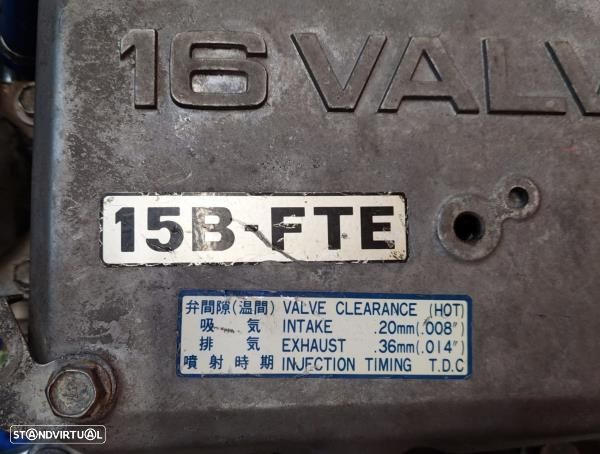 16 VALV
15B-FTE
弁間隙(温間) VALVE CLEARANCE (HOT)
吸気 INTAKE .20mm(.008")
排気 EXHAUST .36mm(.014")
噴射時期 INJECTION TIMING T.D.C
STANDVIRTUAL